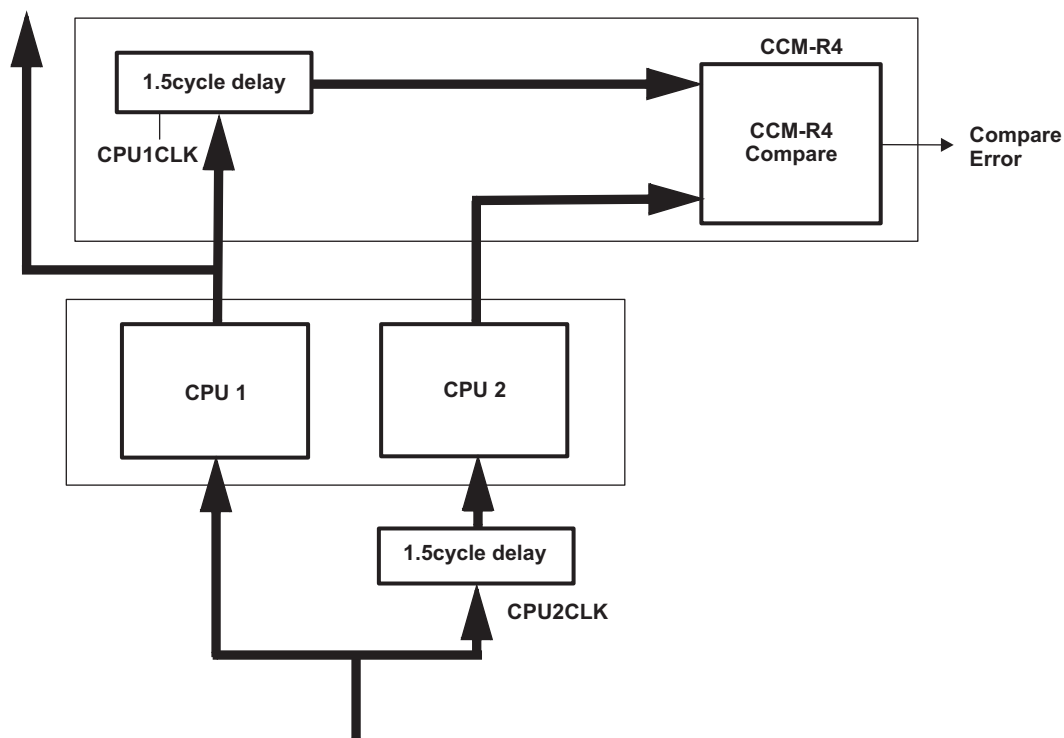 CCM-R4
1.5cycle delay
CPU1CLK
CCM-R4
Compare
Compare
Error
CPU 1
CPU 2
1.5cycle delay
CPU2CLK